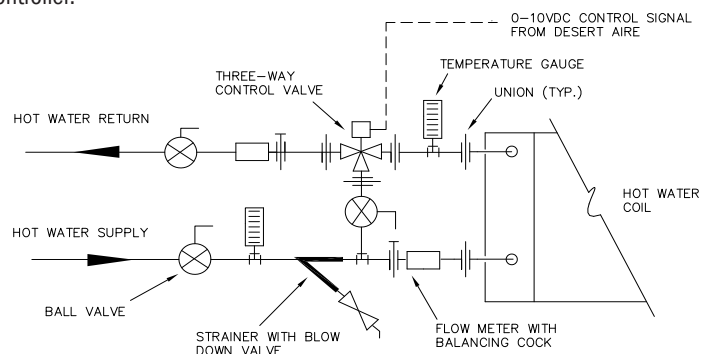 ontroller.
0-10VDC CONTROL SIGNAL
FROM DESERT AIRE
TEMPERATURE GAUGE
THREE-WAY
CONTROL VALVE
UNION (TYP.)
HOT WATER RETURN
HOT WATER
COIL
HOT WATER SUPPLY
BALL VALVE
STRAINER WITH BLOW
DOWN VALVE
FLOW METER WITH
BALANCING COCK